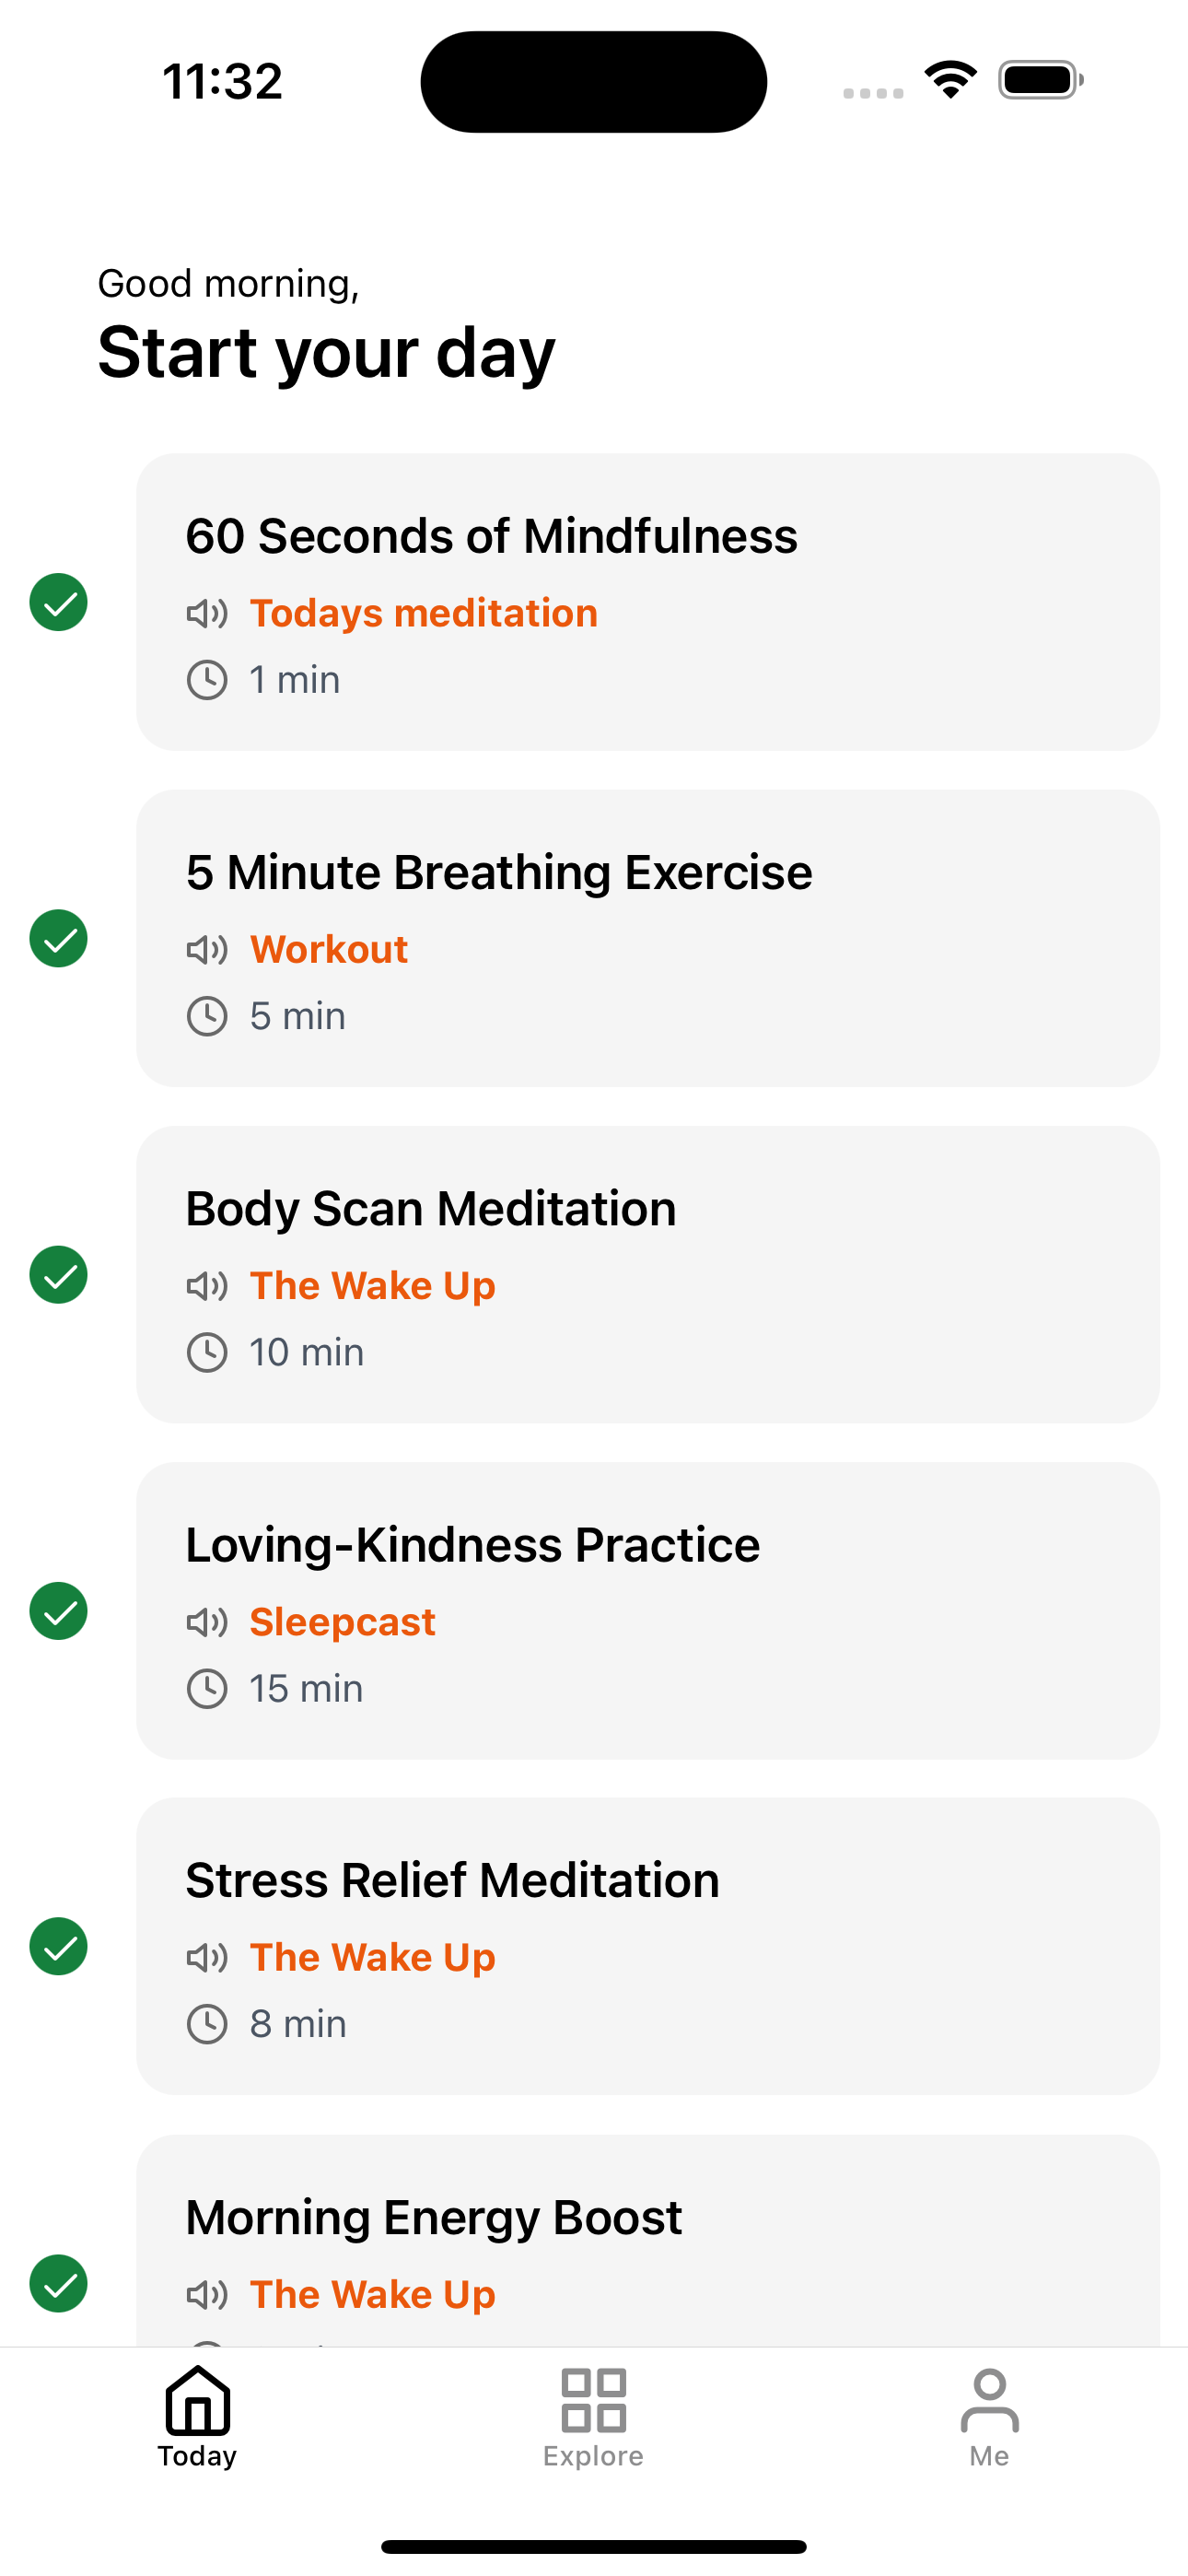 11:32
Good morning,
Start your day
60 Seconds of Mindfulness
Todays meditation
1 min
5 Minute Breathing Exercise
Workout
5 min
Body Scan Meditation
The Wake Up
10 min
Loving-Kindness Practice
Sleepcast
15 min
Stress Relief Meditation
The Wake Up
8 min
Morning Energy Boost
The Wake Up
Today
Explore
Me